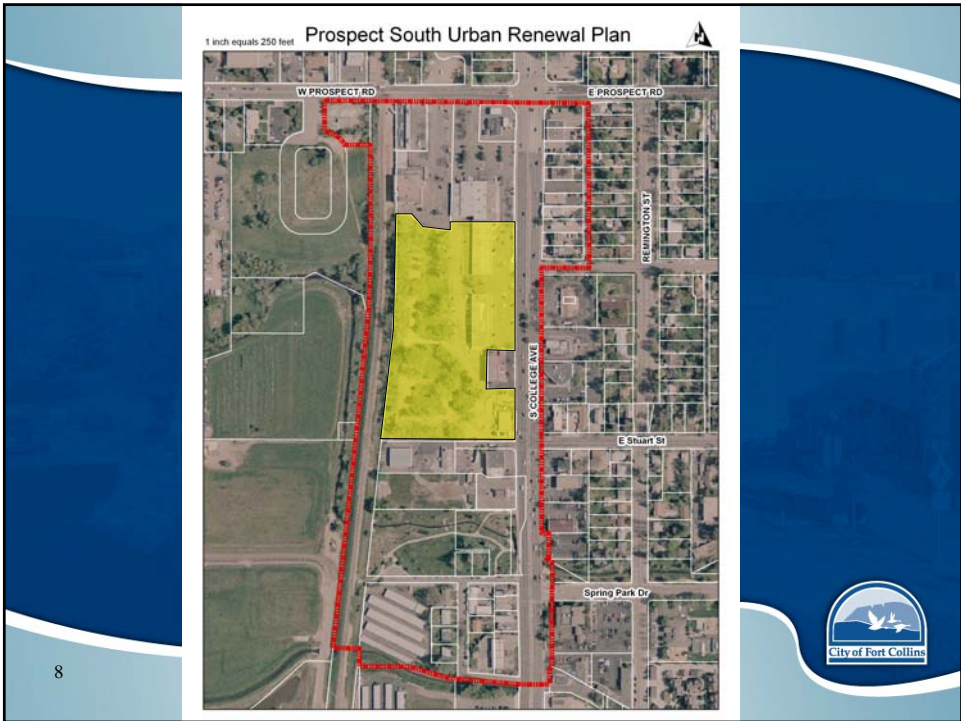 1 inch equals 250 feet
Prospect South Urban Renewal Plan
W PROSPECT RD
E PROSPECT RD
REMINGTON ST
S COLLEGE AVE
E Stuart St
Spring Park Dr
City of Fort Collins
8